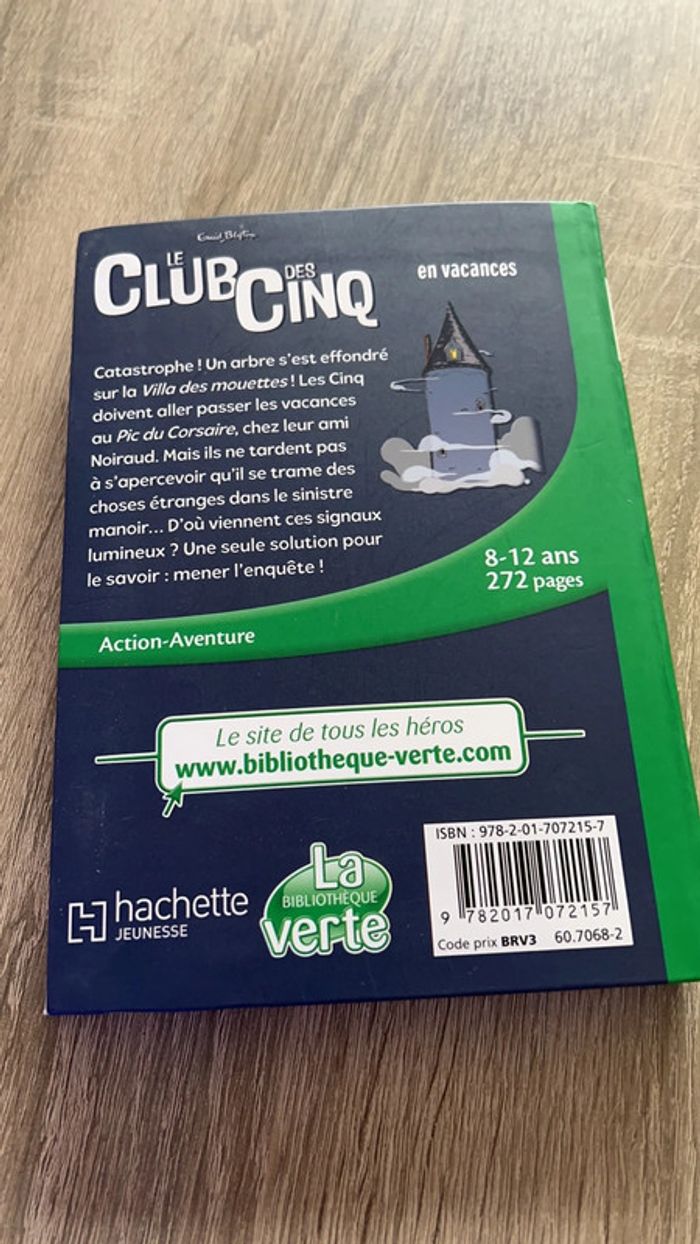 Enid Blyton
LE
CLUB DES
CINQ
en vacances
Catastrophe ! Un arbre s'est effondré
sur la Villa des mouettes ! Les Cinq
doivent aller passer les vacances
au Pic du Corsaire, chez leur ami
Noiraud. Mais ils ne tardent pas
à s'apercevoir qu'il se trame des
choses étranges dans le sinistre
manoir... D'où viennent ces signaux
lumineux ? Une seule solution pour
le savoir : mener l'enquête !
8-12 ans
272 pages
Action-Aventure
Le site de tous les héros
www.bibliotheque-verte.com
hachette
JEUNESSE
La
BIBLIOTHÈQUE
verte
ISBN : 978-2-01-707215-7
9 782017 072157
Code prix BRV3 60.7068-2